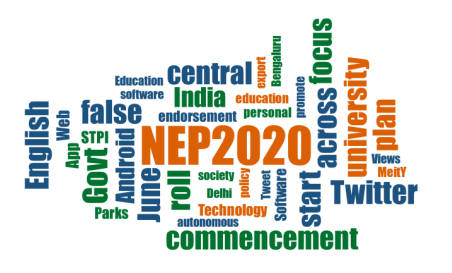 focus
Bengaluru
export
central
Education
university
software
India
education
promote
plan
false
endorsement
personal
across
English
Web
STPI
Android
NEP2020
App
Govt
Views
MeitY
June
roll
society
policy
Tweet
Software
start
Twitter
Delhi
Parks
Technology
autonomous
commencement